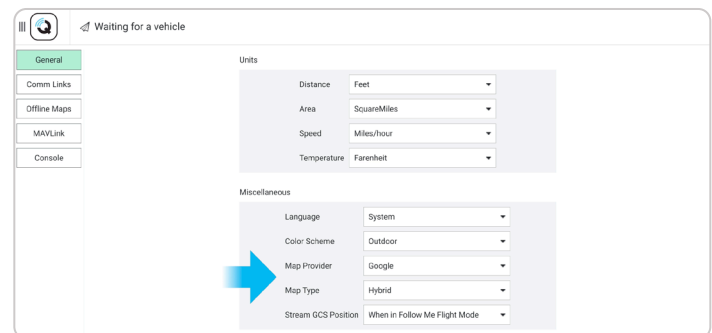 Waiting for a vehicle
General
Comm Links
Offline Maps
MAVLink
Console
Units
Distance Feet
Area SquareMiles
Speed Miles/hour
Temperature Farenheit
Miscellaneous
Language System
Color Scheme Outdoor
Map Provider Google
Map Type Hybrid
Stream GCS Position When in Follow Me Flight Mode